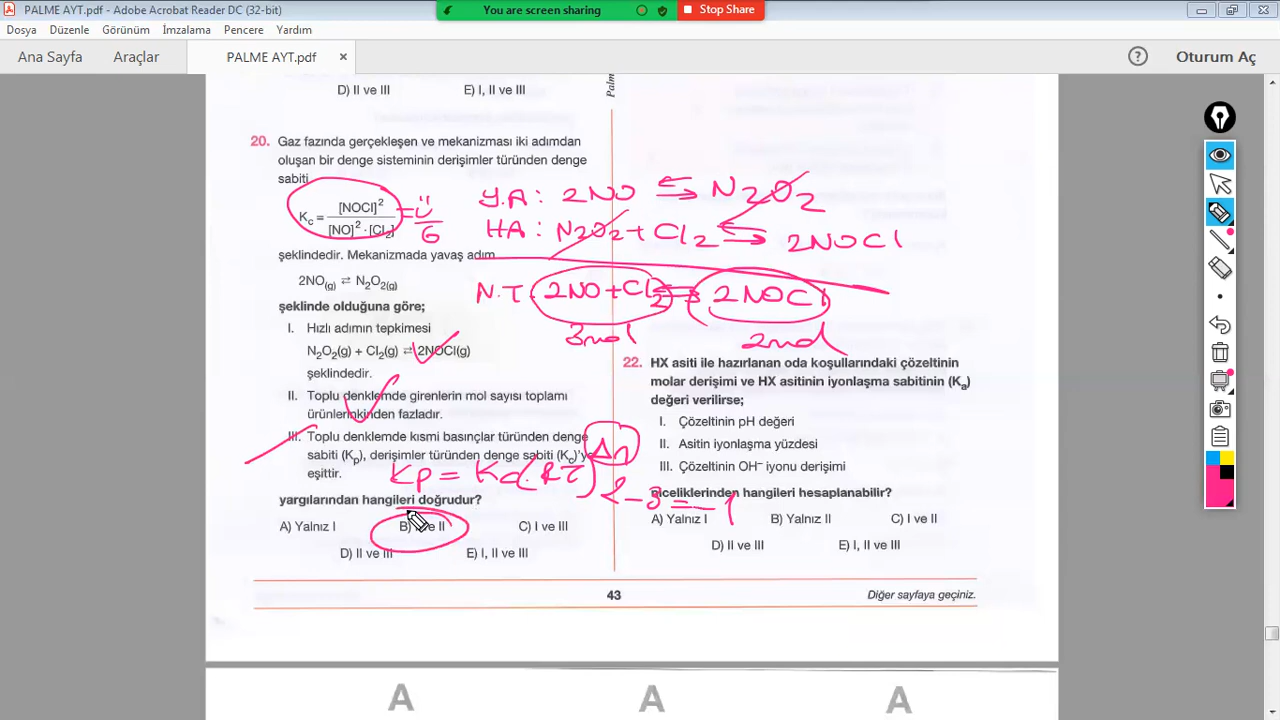 PALME AYT.pdf - Adobe Acrobat Reader DC (32-bit)
You are screen sharing
Stop Share
Dosya Düzenle Görünüm İmzalama Pencere Yardım
Ana Sayfa Araçlar PALME AYT.pdf × ? Oturum Aç
D) II ve III E) I, II ve III
Palm
20. Gaz fazında gerçekleşen ve mekanizması iki adımdan
oluşan bir denge sisteminin derişimler türünden denge
sabiti
Kc = [NOCl]² / [NO]² · [Cl2] = Ü/G
şeklindedir. Mekanizmada yavaş adım
2NO(g) ⇄ N2O2(g)
şeklinde olduğuna göre;
I. Hızlı adımın tepkimesi
N2O2(g) + Cl2(g) ⇄ 2NOCl(g)
şeklindedir.
II. Toplu denklemde girenlerin mol sayısı toplamı
ürünlerinkinden fazladır.
III. Toplu denklemde kısmi basınçlar türünden denge
sabiti (Kp), derişimler türünden denge sabiti (Kc)'ye
eşittir.
yargılarından hangileri doğrudur?
A) Yalnız I B) I ve II C) I ve III
D) II ve III E) I, II ve III
Y.A : 2NO ⇄ N2O2
HA : N2O2 + Cl2 ⇄ 2NOCl
N.T. 2NO + Cl2 ⇄ 2NOCl
3mol 2mol
Kp = Kc(RT)Δn
2-3=-1
22. HX asiti ile hazırlanan oda koşullarındaki çözeltinin
molar derişimi ve HX asitinin iyonlaşma sabitinin (Ka)
değeri verilirse;
I. Çözeltinin pH değeri
II. Asitin iyonlaşma yüzdesi
III. Çözeltinin OH⁻ iyonu derişimi
niceliklerinden hangileri hesaplanabilir?
A) Yalnız I B) Yalnız II C) I ve II
D) II ve III E) I, II ve III
43
Diğer sayfaya geçiniz.
A A A